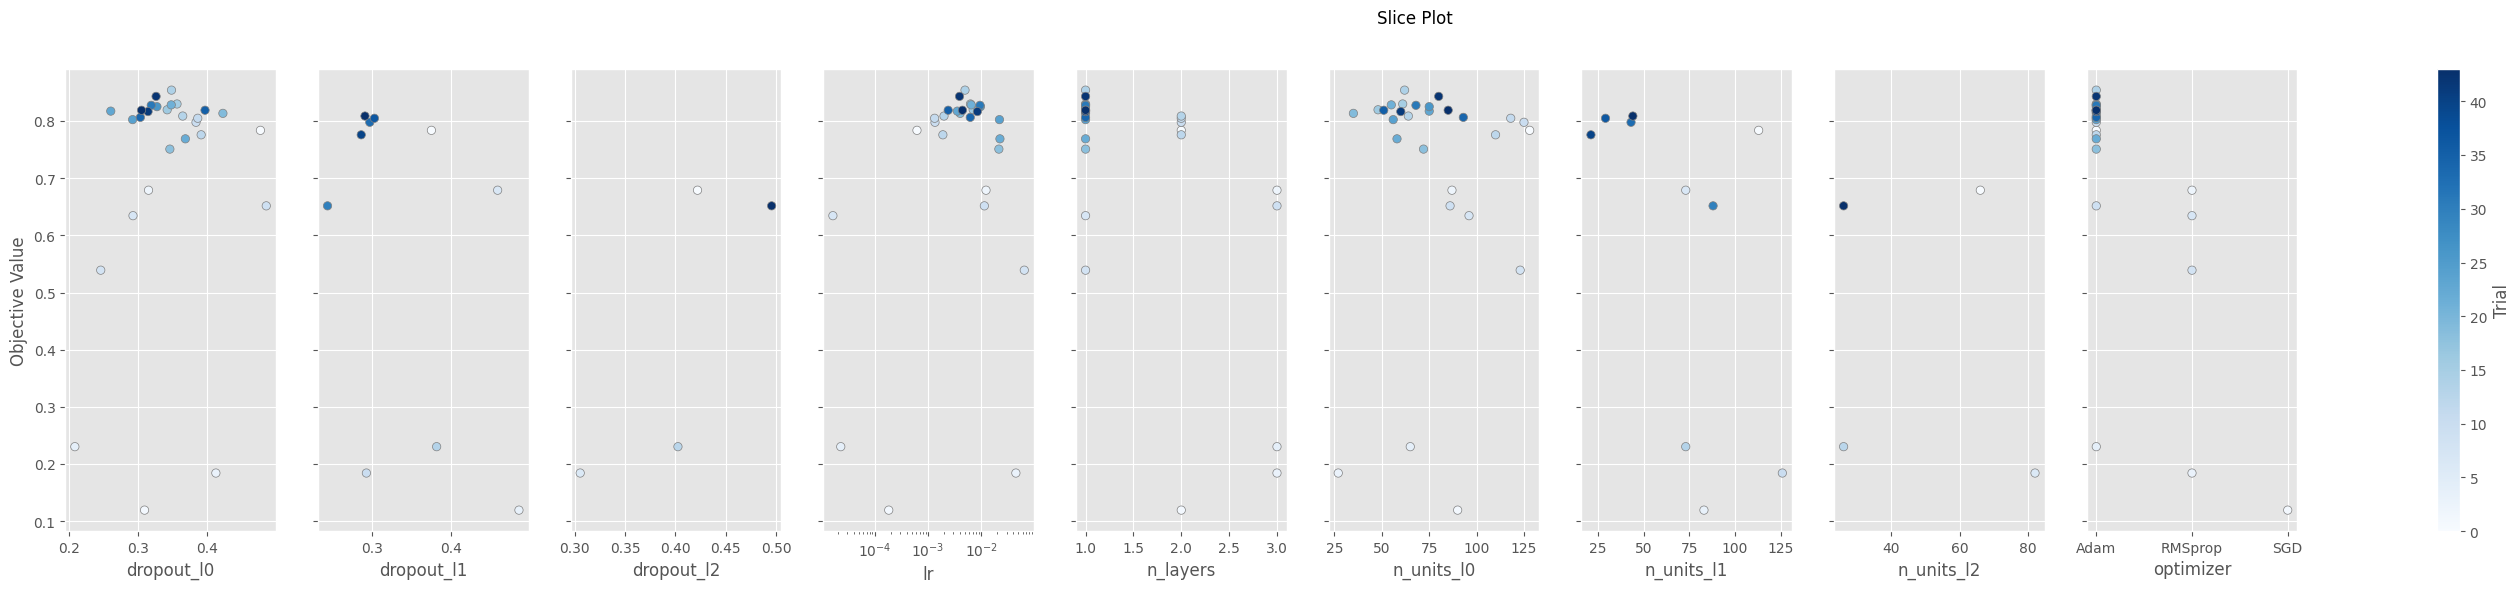 Slice Plot
Objective Value
0.8
0.7
0.6
0.5
0.4
0.3
0.2
0.1
0.2 0.3 0.4
dropout_l0
0.3 0.4
dropout_l1
0.30 0.35 0.40 0.45 0.50
dropout_l2
10⁻⁴ 10⁻³ 10⁻²
lr
1.0 1.5 2.0 2.5 3.0
n_layers
25 50 75 100 125
n_units_l0
25 50 75 100 125
n_units_l1
40 60 80
n_units_l2
Adam RMSprop SGD
optimizer
40
35
30
25
20
15
10
5
0
Trial